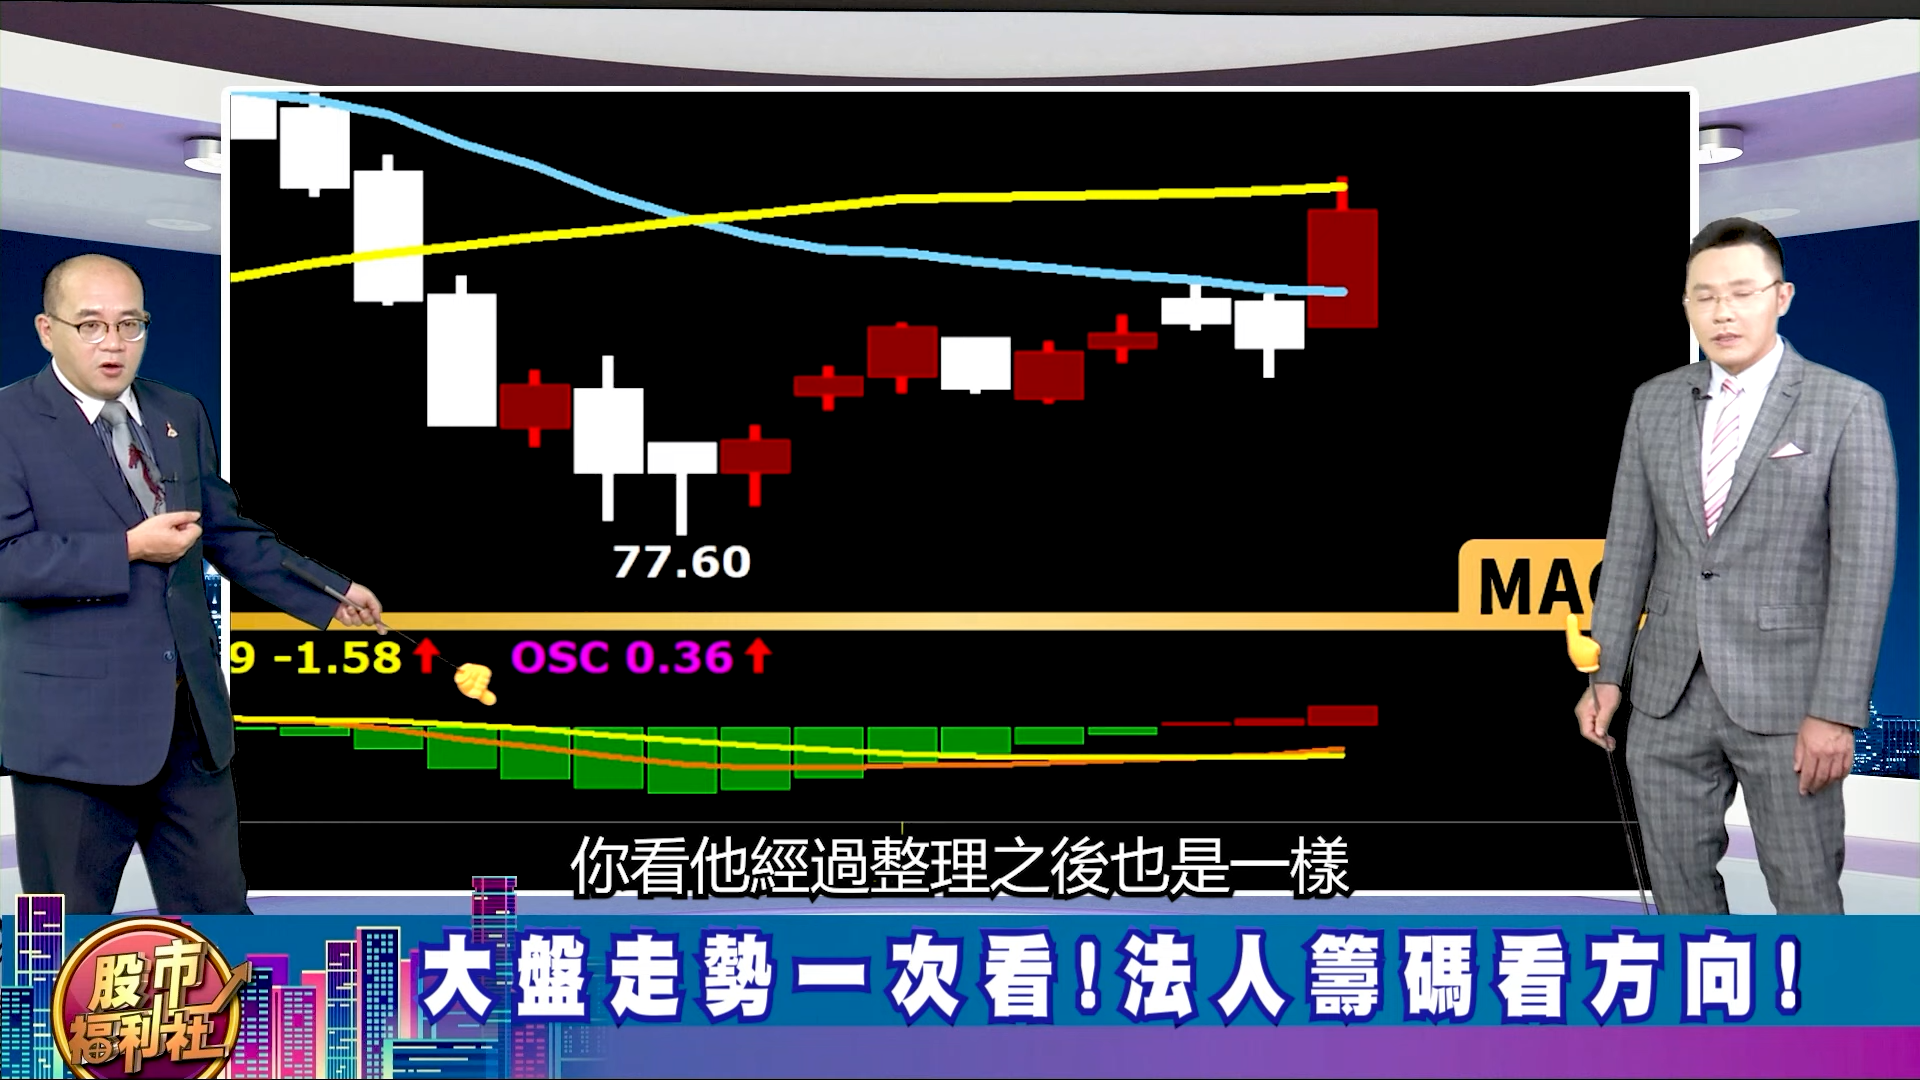 77.60
MAC
9 -1.58
OSC 0.36
你看他經過整理之後也是一樣
大盤走勢一次看!法人籌碼看方向!
股市
福利社